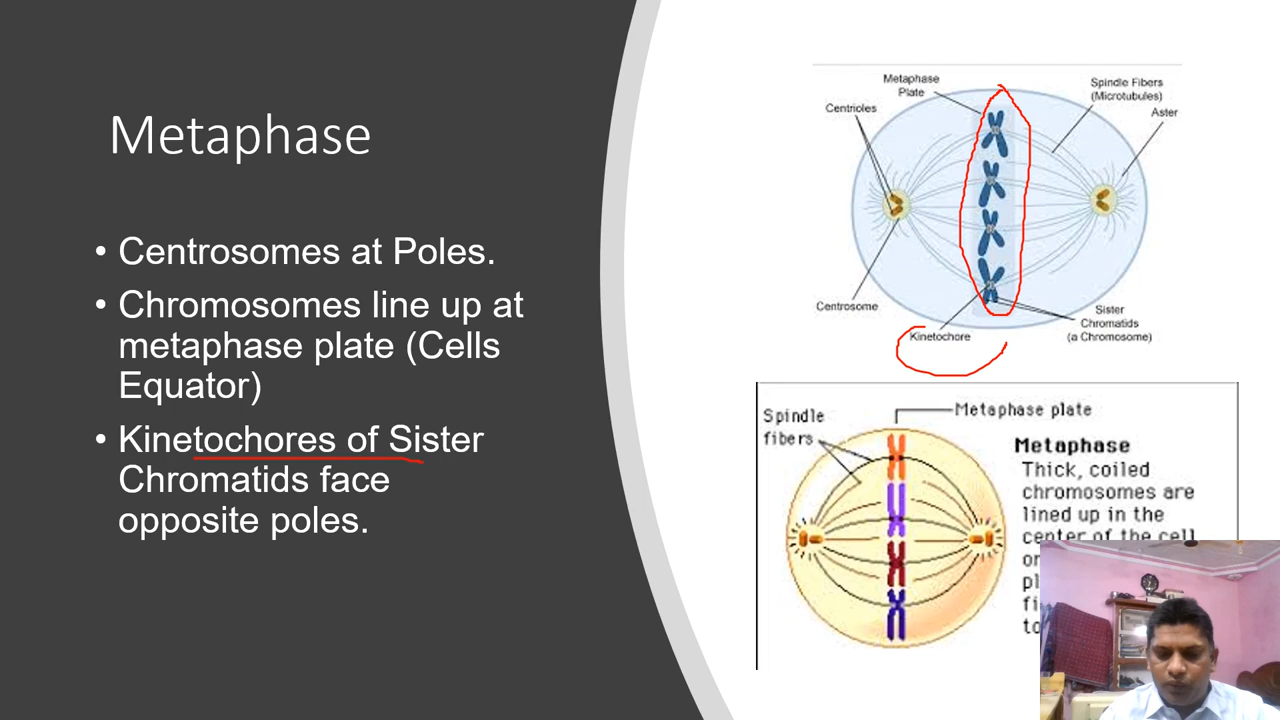 Metaphase
• Centrosomes at Poles.
• Chromosomes line up at
metaphase plate (Cells
Equator)
• Kinetochores of Sister
Chromatids face
opposite poles.
Metaphase
Plate
Spindle Fibers
(Microtubules)
Centrioles
Aster
Centrosome
Kinetochore
Sister
Chromatids
(a Chromosome)
Spindle
fibers
Metaphase plate
Metaphase
Thick, coiled
chromosomes are
lined up in the
center of the cell